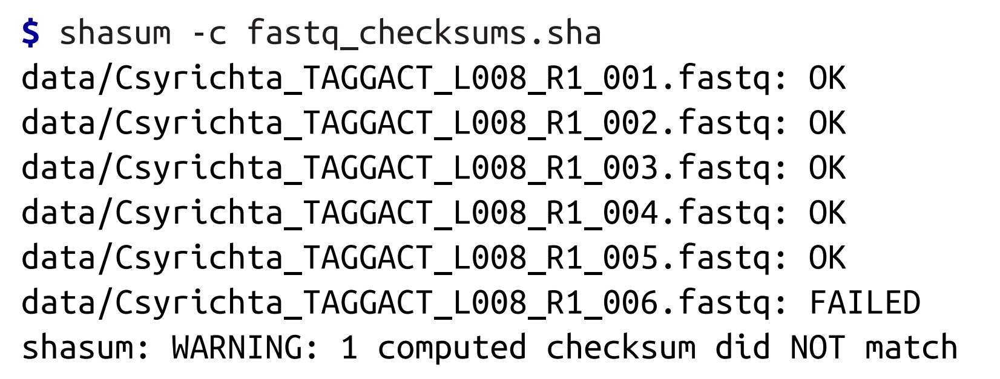 $ shasum -c fastq_checksums.sha
data/Csyrichta_TAGGACT_L008_R1_001.fastq: OK
data/Csyrichta_TAGGACT_L008_R1_002.fastq: OK
data/Csyrichta_TAGGACT_L008_R1_003.fastq: OK
data/Csyrichta_TAGGACT_L008_R1_004.fastq: OK
data/Csyrichta_TAGGACT_L008_R1_005.fastq: OK
data/Csyrichta_TAGGACT_L008_R1_006.fastq: FAILED
shasum: WARNING: 1 computed checksum did NOT match